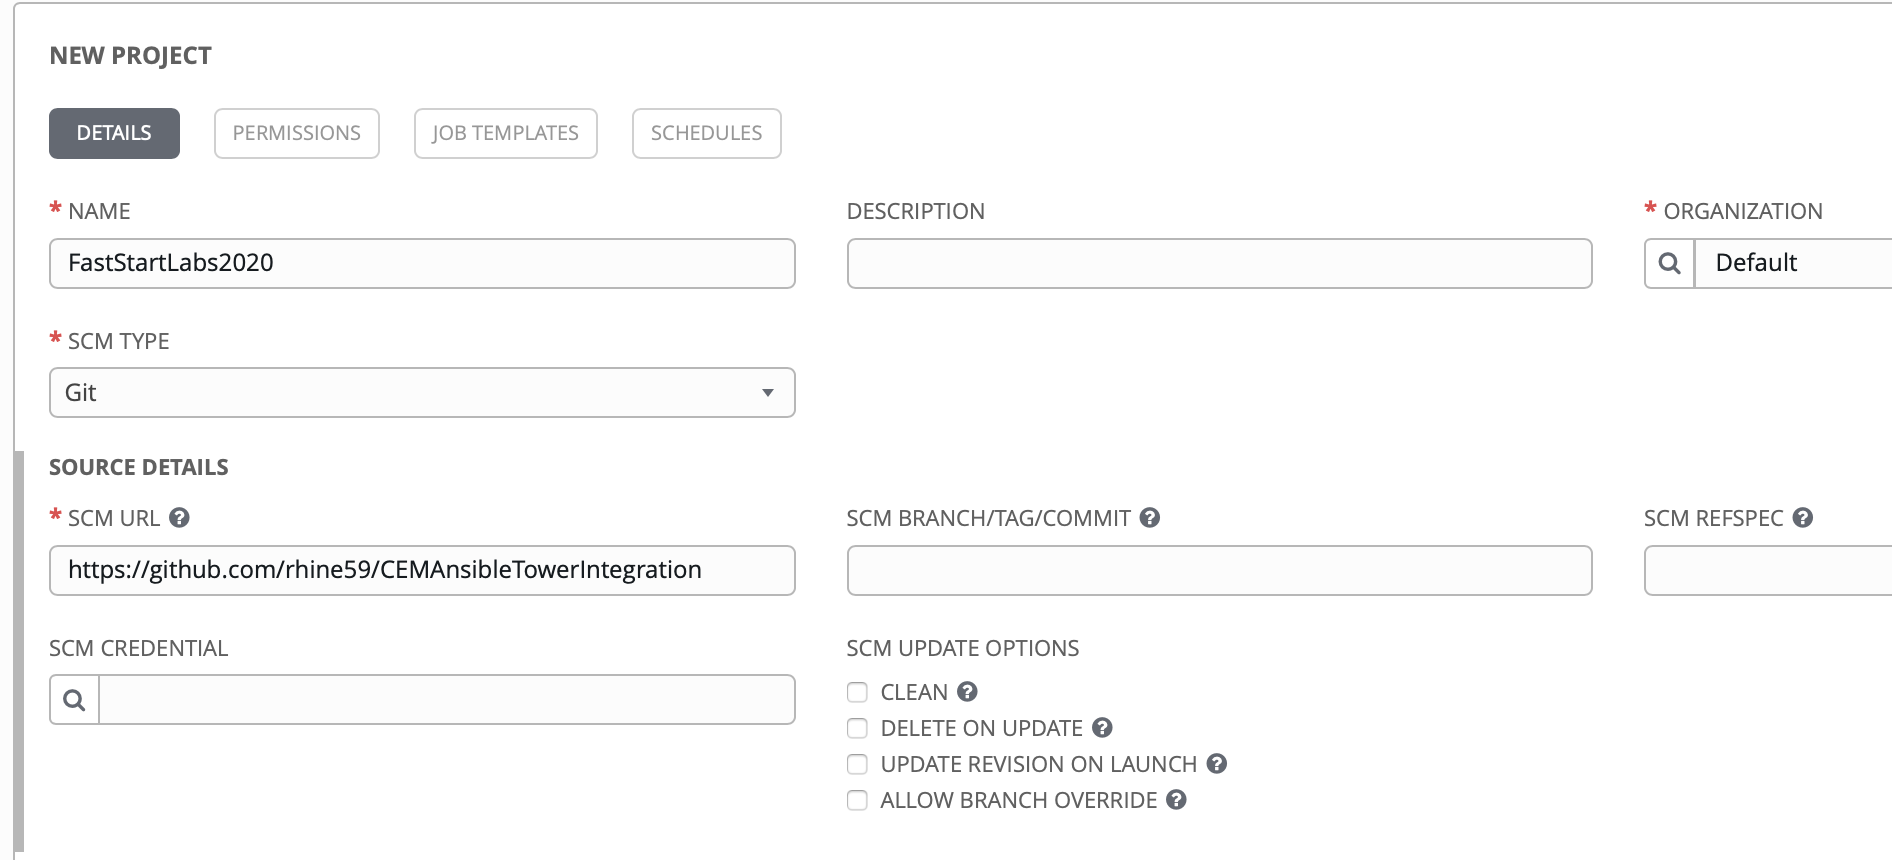 NEW PROJECT
DETAILS PERMISSIONS JOB TEMPLATES SCHEDULES
* NAME DESCRIPTION * ORGANIZATION
FastStartLabs2020 Default
* SCM TYPE
Git
SOURCE DETAILS
* SCM URL ? SCM BRANCH/TAG/COMMIT ? SCM REFSPEC ?
https://github.com/rhine59/CEMAnsibleTowerIntegration
SCM CREDENTIAL SCM UPDATE OPTIONS
CLEAN ?
DELETE ON UPDATE ?
UPDATE REVISION ON LAUNCH ?
ALLOW BRANCH OVERRIDE ?